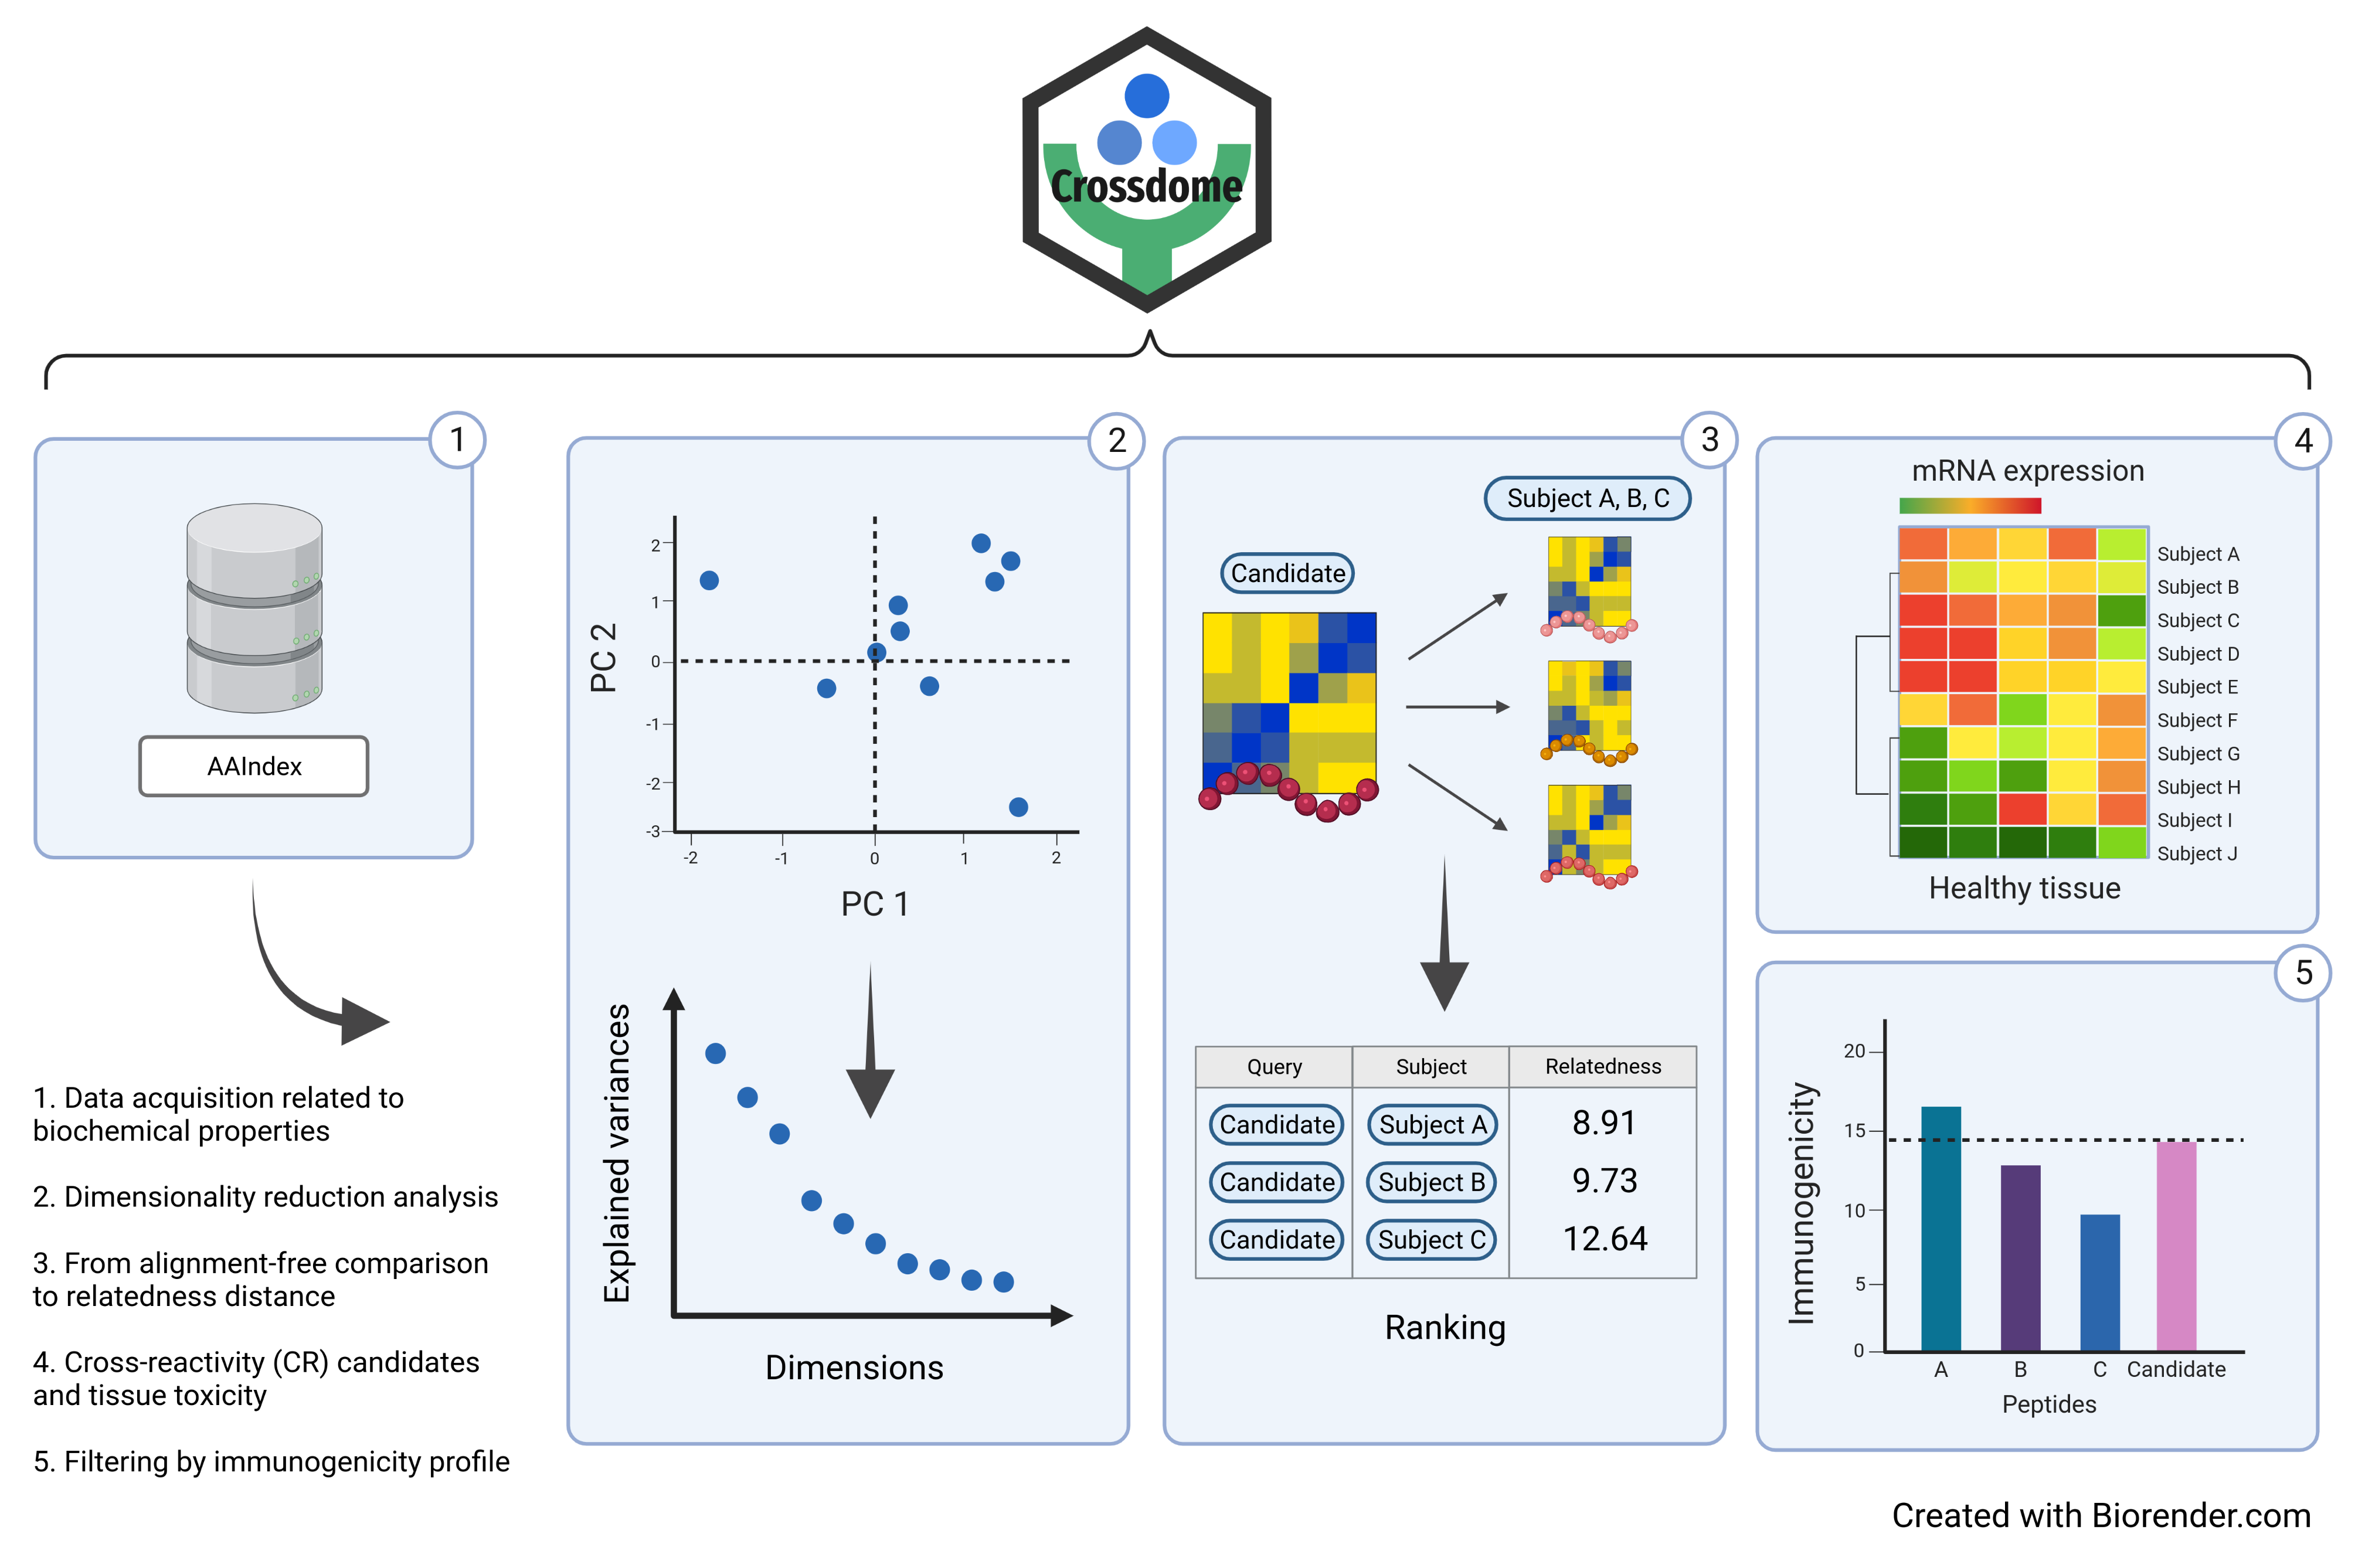 Crossdome
1
AAIndex
1. Data acquisition related to
biochemical properties
2. Dimensionality reduction analysis
3. From alignment-free comparison
to relatedness distance
4. Cross-reactivity (CR) candidates
and tissue toxicity
5. Filtering by immunogenicity profile
2
PC 2
2
1
0
-1
-2
-3
-2
-1
0
1
2
PC 1
Explained variances
Dimensions
3
Subject A, B, C
Candidate
Query
Subject
Relatedness
Candidate
Subject A
8.91
Candidate
Subject B
9.73
Candidate
Subject C
12.64
Ranking
4
mRNA expression
Subject A
Subject B
Subject C
Subject D
Subject E
Subject F
Subject G
Subject H
Subject I
Subject J
Healthy tissue
5
Immunogenicity
20
15
10
5
0
A
B
C
Candidate
Peptides
Created with Biorender.com